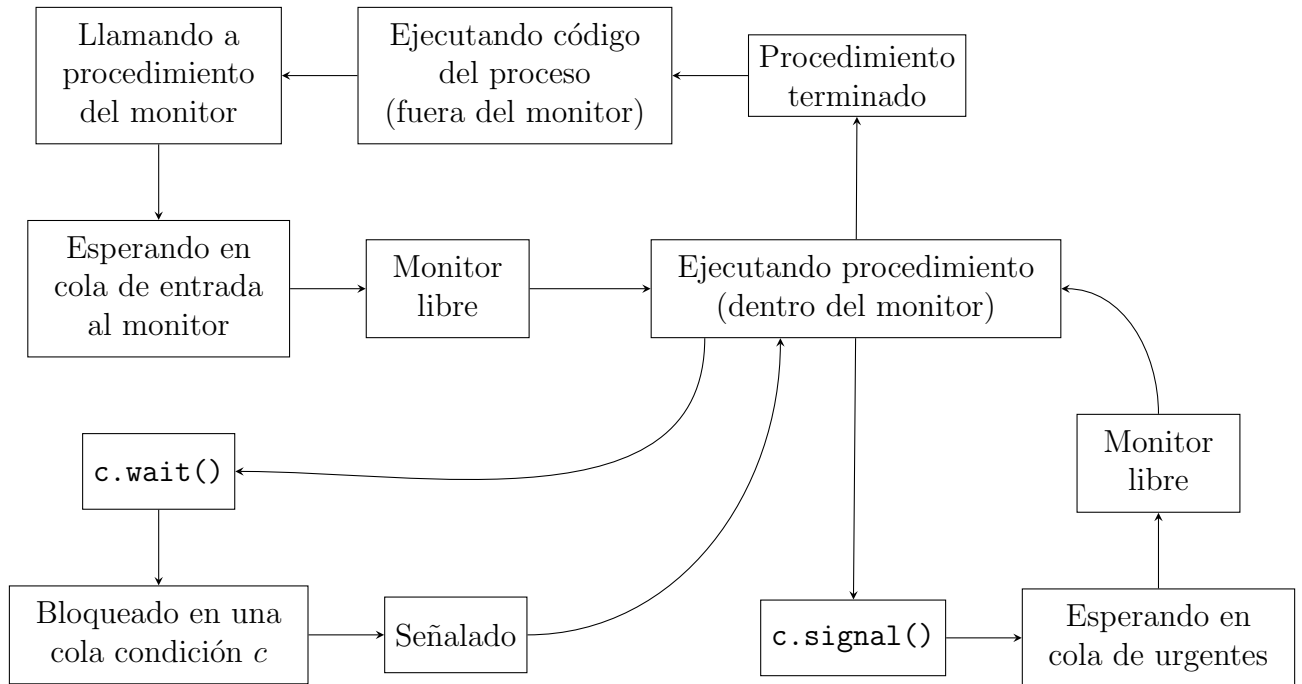 Llamando a
procedimiento
del monitor
Ejecutando código
del proceso
(fuera del monitor)
Procedimiento
terminado
Esperando en
cola de entrada
al monitor
Monitor
libre
Ejecutando procedimiento
(dentro del monitor)
c.wait()
Monitor
libre
Bloqueado en una
cola condición c
Señalado
c.signal()
Esperando en
cola de urgentes